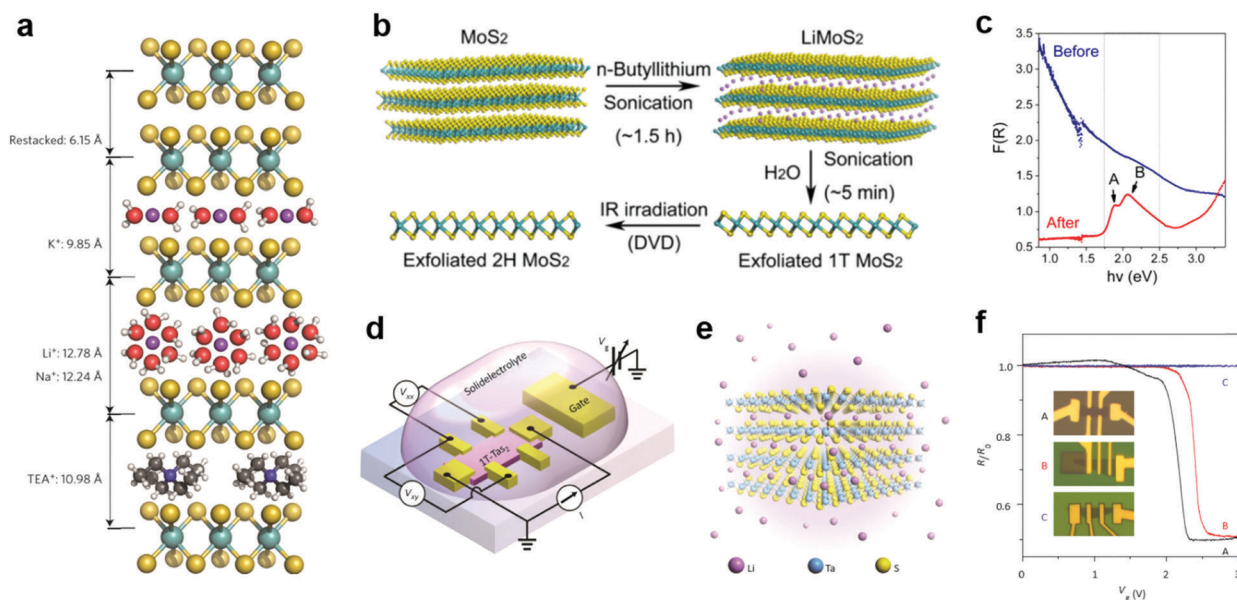 a
Restacked: 6.15 Å
K+: 9.85 Å
Li+: 12.78 Å
Na+: 12.24 Å
TEA+: 10.98 Å
b
MoS2
LiMoS2
n-Butyllithium
Sonication
(~1.5 h)
H2O
Sonication
(~5 min)
IR irradiation
(DVD)
Exfoliated 2H MoS2
Exfoliated 1T MoS2
c
3.5
3.0
2.5
2.0
1.5
1.0
0.5
F(R)
Before
A
B
After
1.0
1.5
2.0
2.5
3.0
hν (eV)
d
Solidelectrolyte
Vg
Gate
Vxx
1T-Tas2
Vxy
I
e
Li
Ta
S
f
1.0
0.8
0.6
R/R0
C
A
B
C
B
A
0
1
2
3
Vg (V)